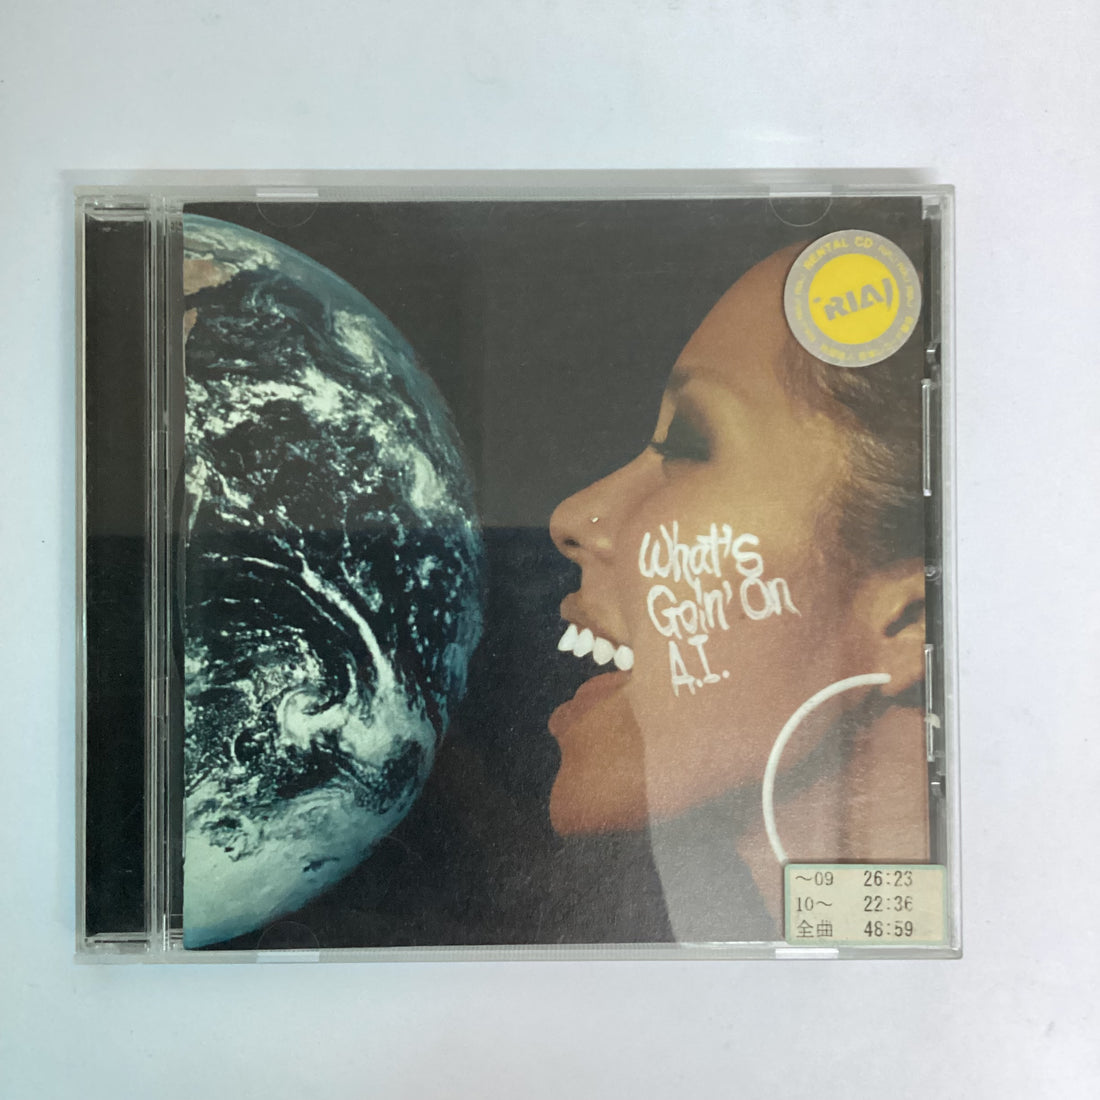 RENTAL CD
RIAJ
What's
Goin' On
A.I.
～09 26:23
10～ 22:36
全曲 48:59